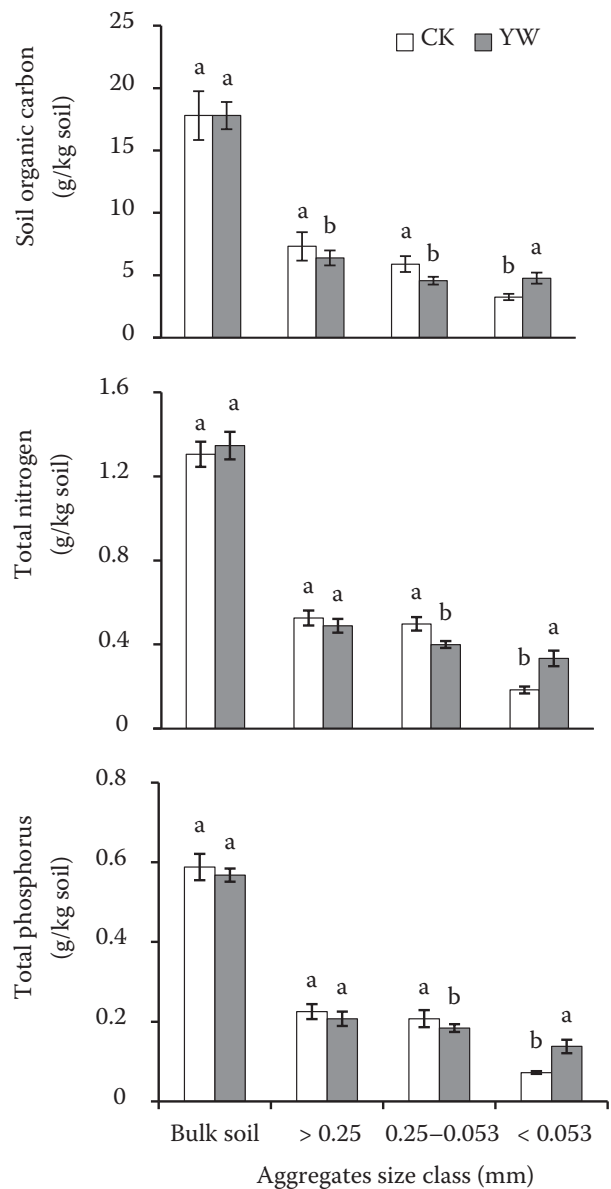 CK YW
Soil organic carbon
(g/kg soil)
25
20
15
10
5
0
a a
a b
a b
b a
Total nitrogen
(g/kg soil)
1.6
1.2
0.8
0.4
0
a a
a a
a b
b a
Total phosphorus
(g/kg soil)
0.8
0.6
0.4
0.2
0
a a
a a
a b
b a
Bulk soil > 0.25 0.25–0.053 < 0.053
Aggregates size class (mm)